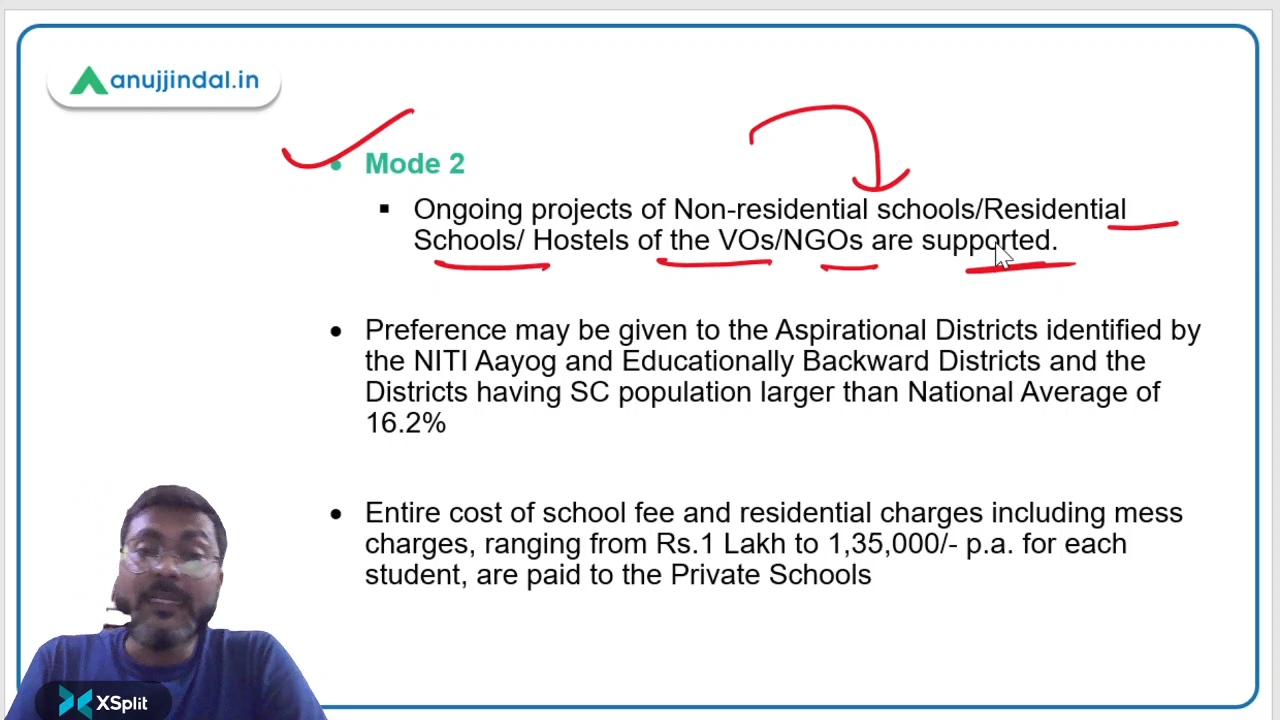 anujjindal.in
• Mode 2
▪ Ongoing projects of Non-residential schools/Residential
Schools/ Hostels of the VOs/NGOs are supported.
• Preference may be given to the Aspirational Districts identified by
the NITI Aayog and Educationally Backward Districts and the
Districts having SC population larger than National Average of
16.2%
• Entire cost of school fee and residential charges including mess
charges, ranging from Rs.1 Lakh to 1,35,000/- p.a. for each
student, are paid to the Private Schools
XSplit